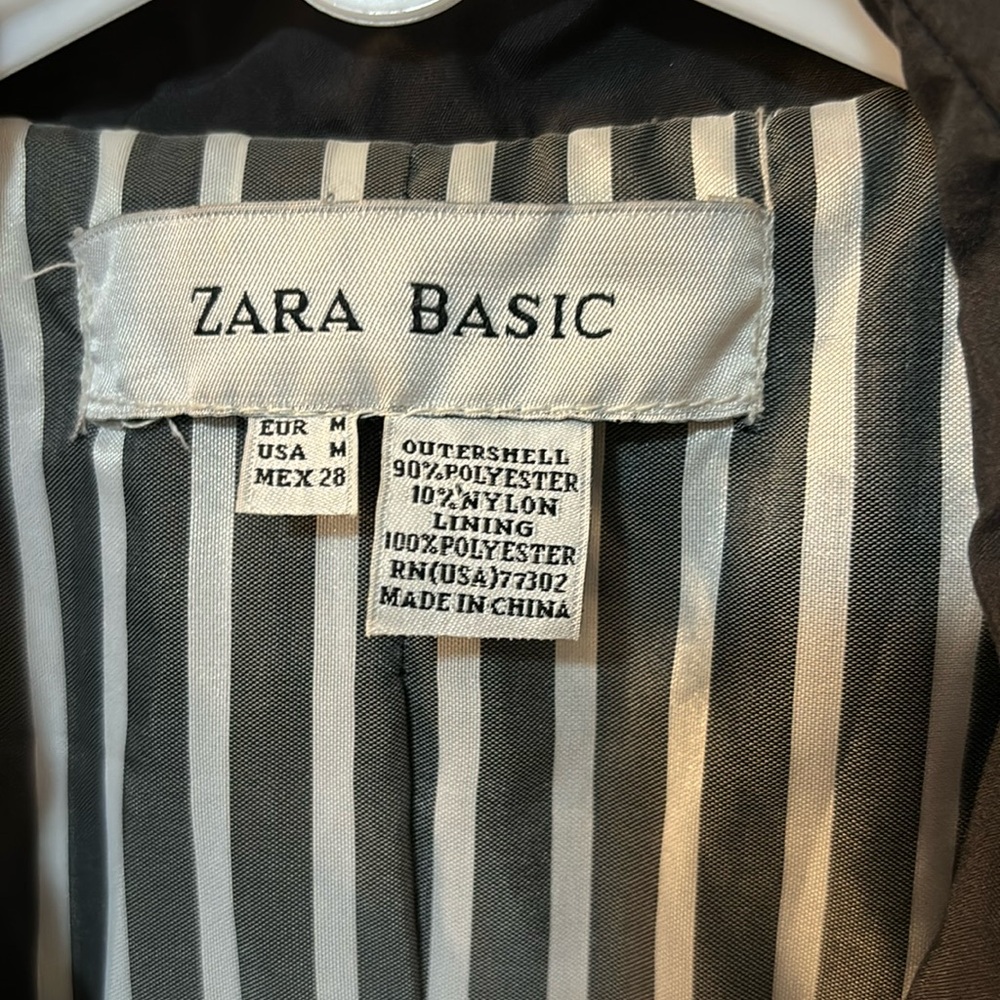 ZARA BASIC
EUR M
USA M
MEX 28
OUTERSHELL
90%POLYESTER
10%NYLON
LINING
100%POLYESTER
RN(USA)77302
MADE IN CHINA